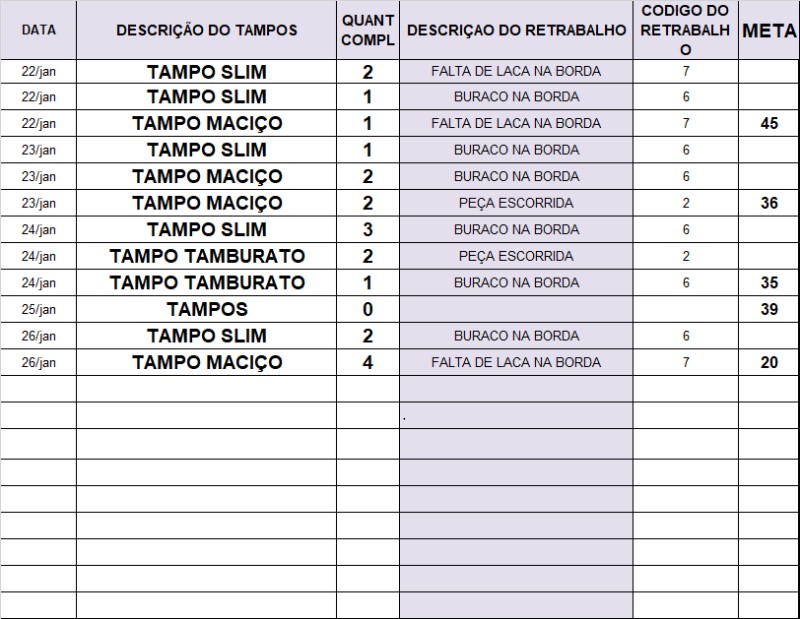 DATA DESCRIÇÃO DO TAMPOS QUANT COMPL DESCRIÇAO DO RETRABALHO CODIGO DO RETRABALHO META
22/jan TAMPO SLIM 2 FALTA DE LACA NA BORDA 7
22/jan TAMPO SLIM 1 BURACO NA BORDA 6
22/jan TAMPO MACIÇO 1 FALTA DE LACA NA BORDA 7 45
23/jan TAMPO SLIM 1 BURACO NA BORDA 6
23/jan TAMPO MACIÇO 2 BURACO NA BORDA 6
23/jan TAMPO MACIÇO 2 PEÇA ESCORRIDA 2 36
24/jan TAMPO SLIM 3 BURACO NA BORDA 6
24/jan TAMPO TAMBURATO 2 PEÇA ESCORRIDA 2
24/jan TAMPO TAMBURATO 1 BURACO NA BORDA 6 35
25/jan TAMPOS 0 39
26/jan TAMPO SLIM 2 BURACO NA BORDA 6
26/jan TAMPO MACIÇO 4 FALTA DE LACA NA BORDA 7 20
.